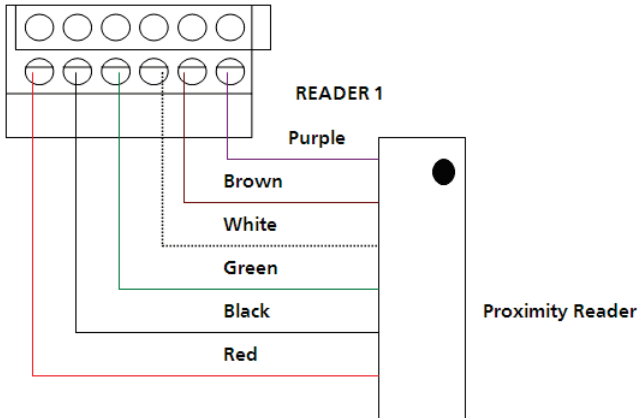 READER 1
Purple
Brown
White
Green
Black
Proximity Reader
Red